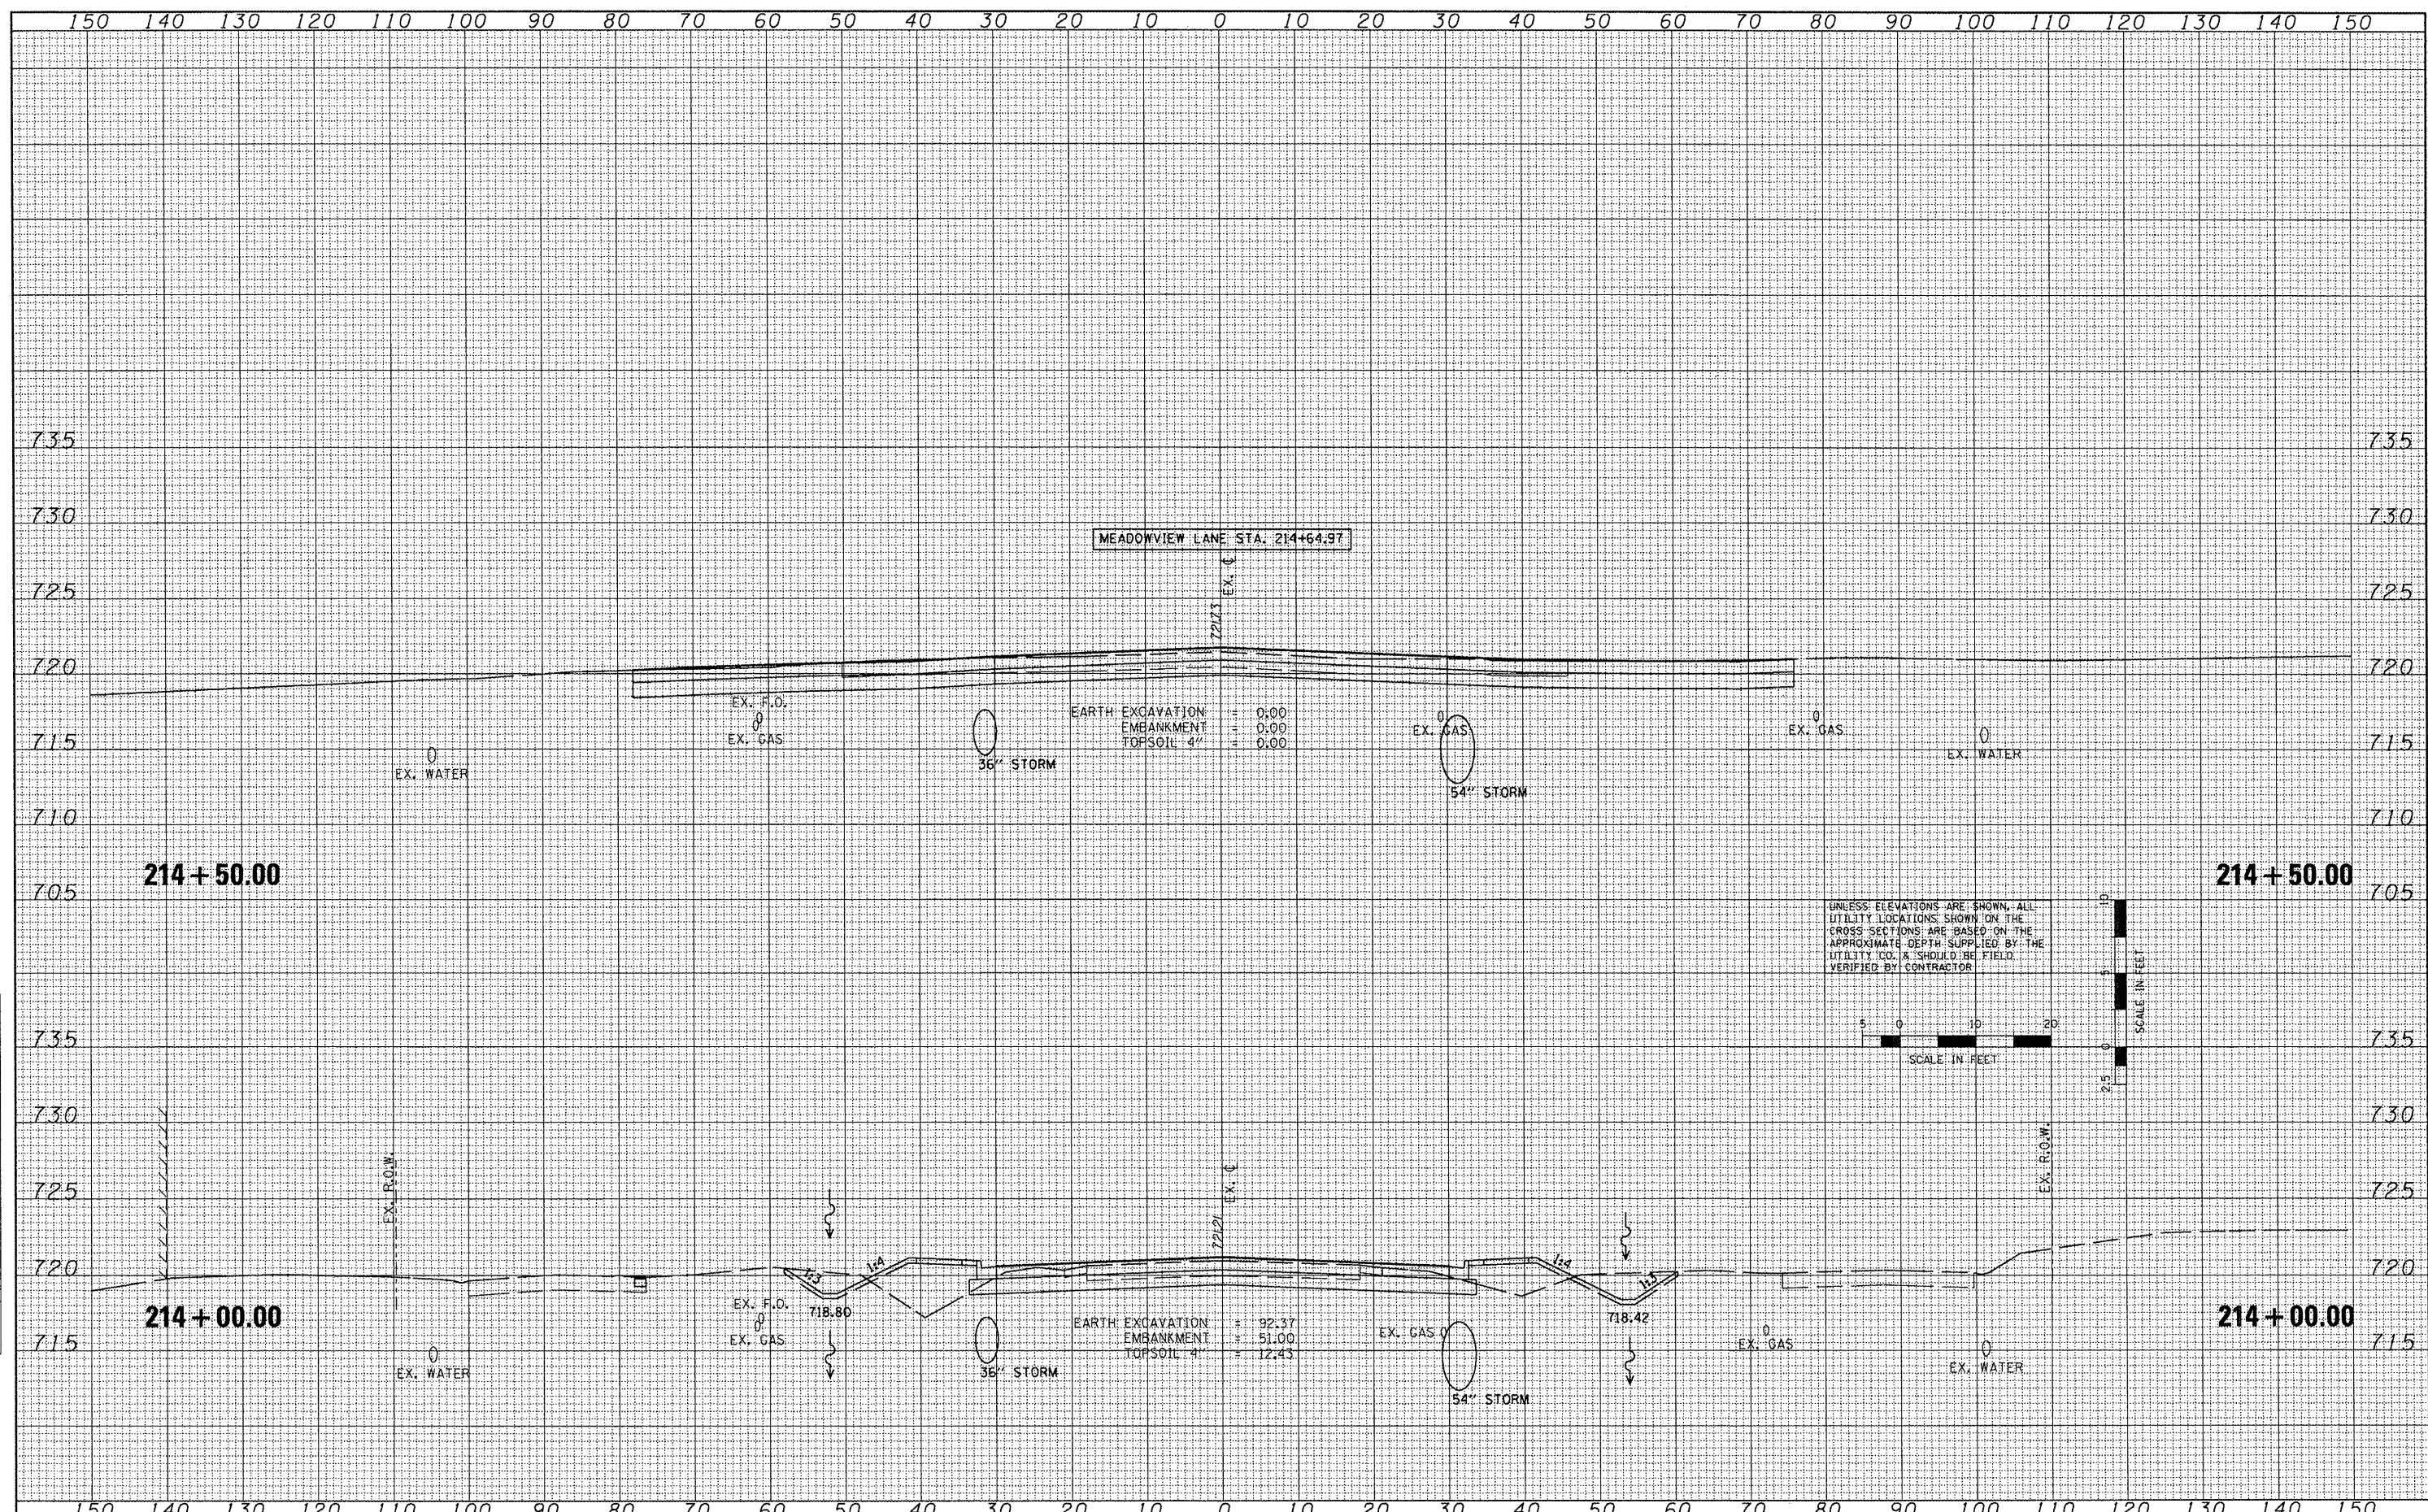 150 140 130 120 110 100 90 80 70 60 50 40 30 20 10 0 10 20 30 40 50 60 70 80 90 100 110 120 130 140 150
735 735
730 730
MEADOWVIEW LANE STA. 214+64.97
EX. ℄
725 725
721.73
720 720
EX. F.O.
EX. GAS
EARTH EXCAVATION = 0.00
EMBANKMENT = 0.00
TOPSOIL 4" = 0.00
EX. GAS
EX. GAS
715 715
EX. WATER
36" STORM
EX. WATER
54" STORM
710 710
214+50.00 214+50.00
705 705
UNLESS ELEVATIONS ARE SHOWN, ALL
UTILITY LOCATIONS SHOWN ON THE
CROSS SECTIONS ARE BASED ON THE
APPROXIMATE DEPTH SUPPLIED BY THE
UTILITY CO. & SHOULD BE FIELD
VERIFIED BY CONTRACTOR
10
5
0
2.5
SCALE IN FEET
5 0 10 20
SCALE IN FEET
735 735
730 730
EX. R.O.W.
EX. ℄
EX. R.O.W.
725 725
721.21
720 720
1:3
1:4
1:4
1:3
718.80
718.42
214+00.00 214+00.00
EX. F.O.
EX. GAS
EARTH EXCAVATION = 92.37
EMBANKMENT = 51.00
TOPSOIL 4" = 12.43
EX. GAS
EX. GAS
715 715
EX. WATER
36" STORM
EX. WATER
54" STORM
150 140 130 120 110 100 90 80 70 60 50 40 30 20 10 0 10 20 30 40 50 60 70 80 90 100 110 120 130 140 150